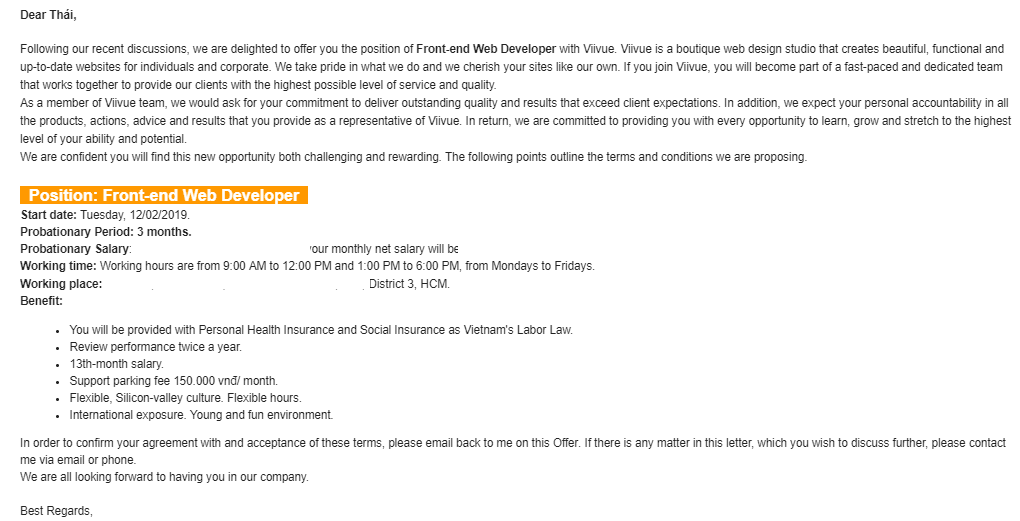 Dear Thái,
Following our recent discussions, we are delighted to offer you the position of Front-end Web Developer with Viivue. Viivue is a boutique web design studio that creates beautiful, functional and
up-to-date websites for individuals and corporate. We take pride in what we do and we cherish your sites like our own. If you join Viivue, you will become part of a fast-paced and dedicated team
that works together to provide our clients with the highest possible level of service and quality.
As a member of Viivue team, we would ask for your commitment to deliver outstanding quality and results that exceed client expectations. In addition, we expect your personal accountability in all
the products, actions, advice and results that you provide as a representative of Viivue. In return, we are committed to providing you with every opportunity to learn, grow and stretch to the highest
level of your ability and potential.
We are confident you will find this new opportunity both challenging and rewarding. The following points outline the terms and conditions we are proposing.
Position: Front-end Web Developer
Start date: Tuesday, 12/02/2019.
Probationary Period: 3 months.
Probationary Salary: your monthly net salary will be
Working time: Working hours are from 9:00 AM to 12:00 PM and 1:00 PM to 6:00 PM, from Mondays to Fridays.
Working place: District 3, HCM.
Benefit:
• You will be provided with Personal Health Insurance and Social Insurance as Vietnam's Labor Law.
• Review performance twice a year.
• 13th-month salary.
• Support parking fee 150.000 vnđ/ month.
• Flexible, Silicon-valley culture. Flexible hours.
• International exposure. Young and fun environment.
In order to confirm your agreement with and acceptance of these terms, please email back to me on this Offer. If there is any matter in this letter, which you wish to discuss further, please contact
me via email or phone.
We are all looking forward to having you in our company.
Best Regards,